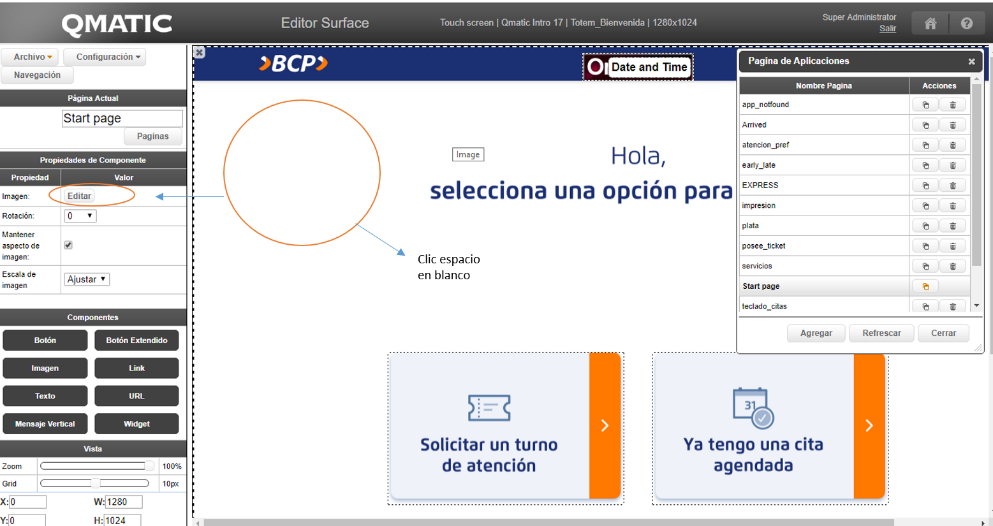 QMATIC
Editor Surface
Touch screen | Qmatic Intro 17 | Totem_Bienvenida | 1280x1024
Super Administrator
Salir
Archivo
Configuración
Navegación
Página Actual
Start page
Paginas
Propiedades de Componente
Propiedad Valor
Imagen: Editar
Rotación: 0
Mantener
aspecto de
imagen:
Escala de
imagen
Ajustar
Componentes
Botón Botón Extendido
Imagen Link
Texto URL
Mensaje Vertical Widget
Vista
Zoom 100%
Grid 10px
X: 0 W: 1280
Y: 0 H: 1024
BCP
Date and Time
Image
Hola,
selecciona una opción para
Clic espacio
en blanco
Solicitar un turno
de atención
31
Ya tengo una cita
agendada
Pagina de Aplicaciones
Nombre Pagina Acciones
app_notfound
Arrived
atencion_pref
early_late
EXPRESS
impresion
plata
posee_ticket
servicios
Start page
teclado_citas
Agregar Refrescar Cerrar